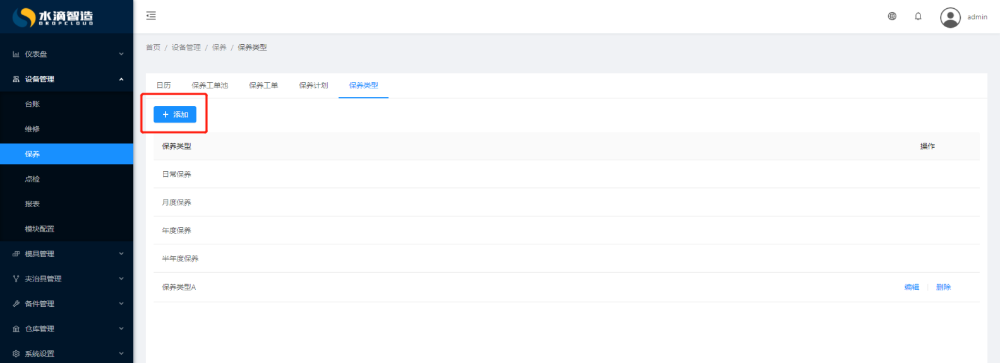 水滴智造
DROPCLOUD
admin
首页 / 设备管理 / 保养 / 保养类型
仪表盘
设备管理
台账
维修
保养
点检
报表
模块配置
模具管理
夹治具管理
备件管理
仓库管理
系统设置
日历 保养工单池 保养工单 保养计划 保养类型
+ 添加
保养类型 操作
日常保养
月度保养
年度保养
半年度保养
保养类型A 编辑 删除